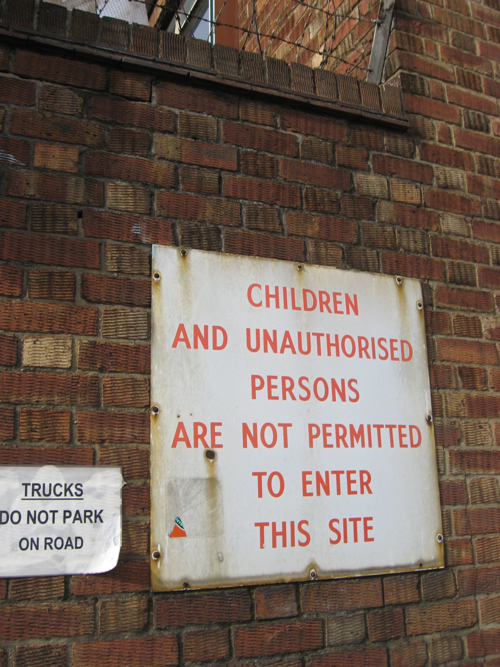 CHILDREN
AND UNAUTHORISED
PERSONS
ARE NOT PERMITTED
TO ENTER
THIS SITE
TRUCKS
DO NOT PARK
ON ROAD